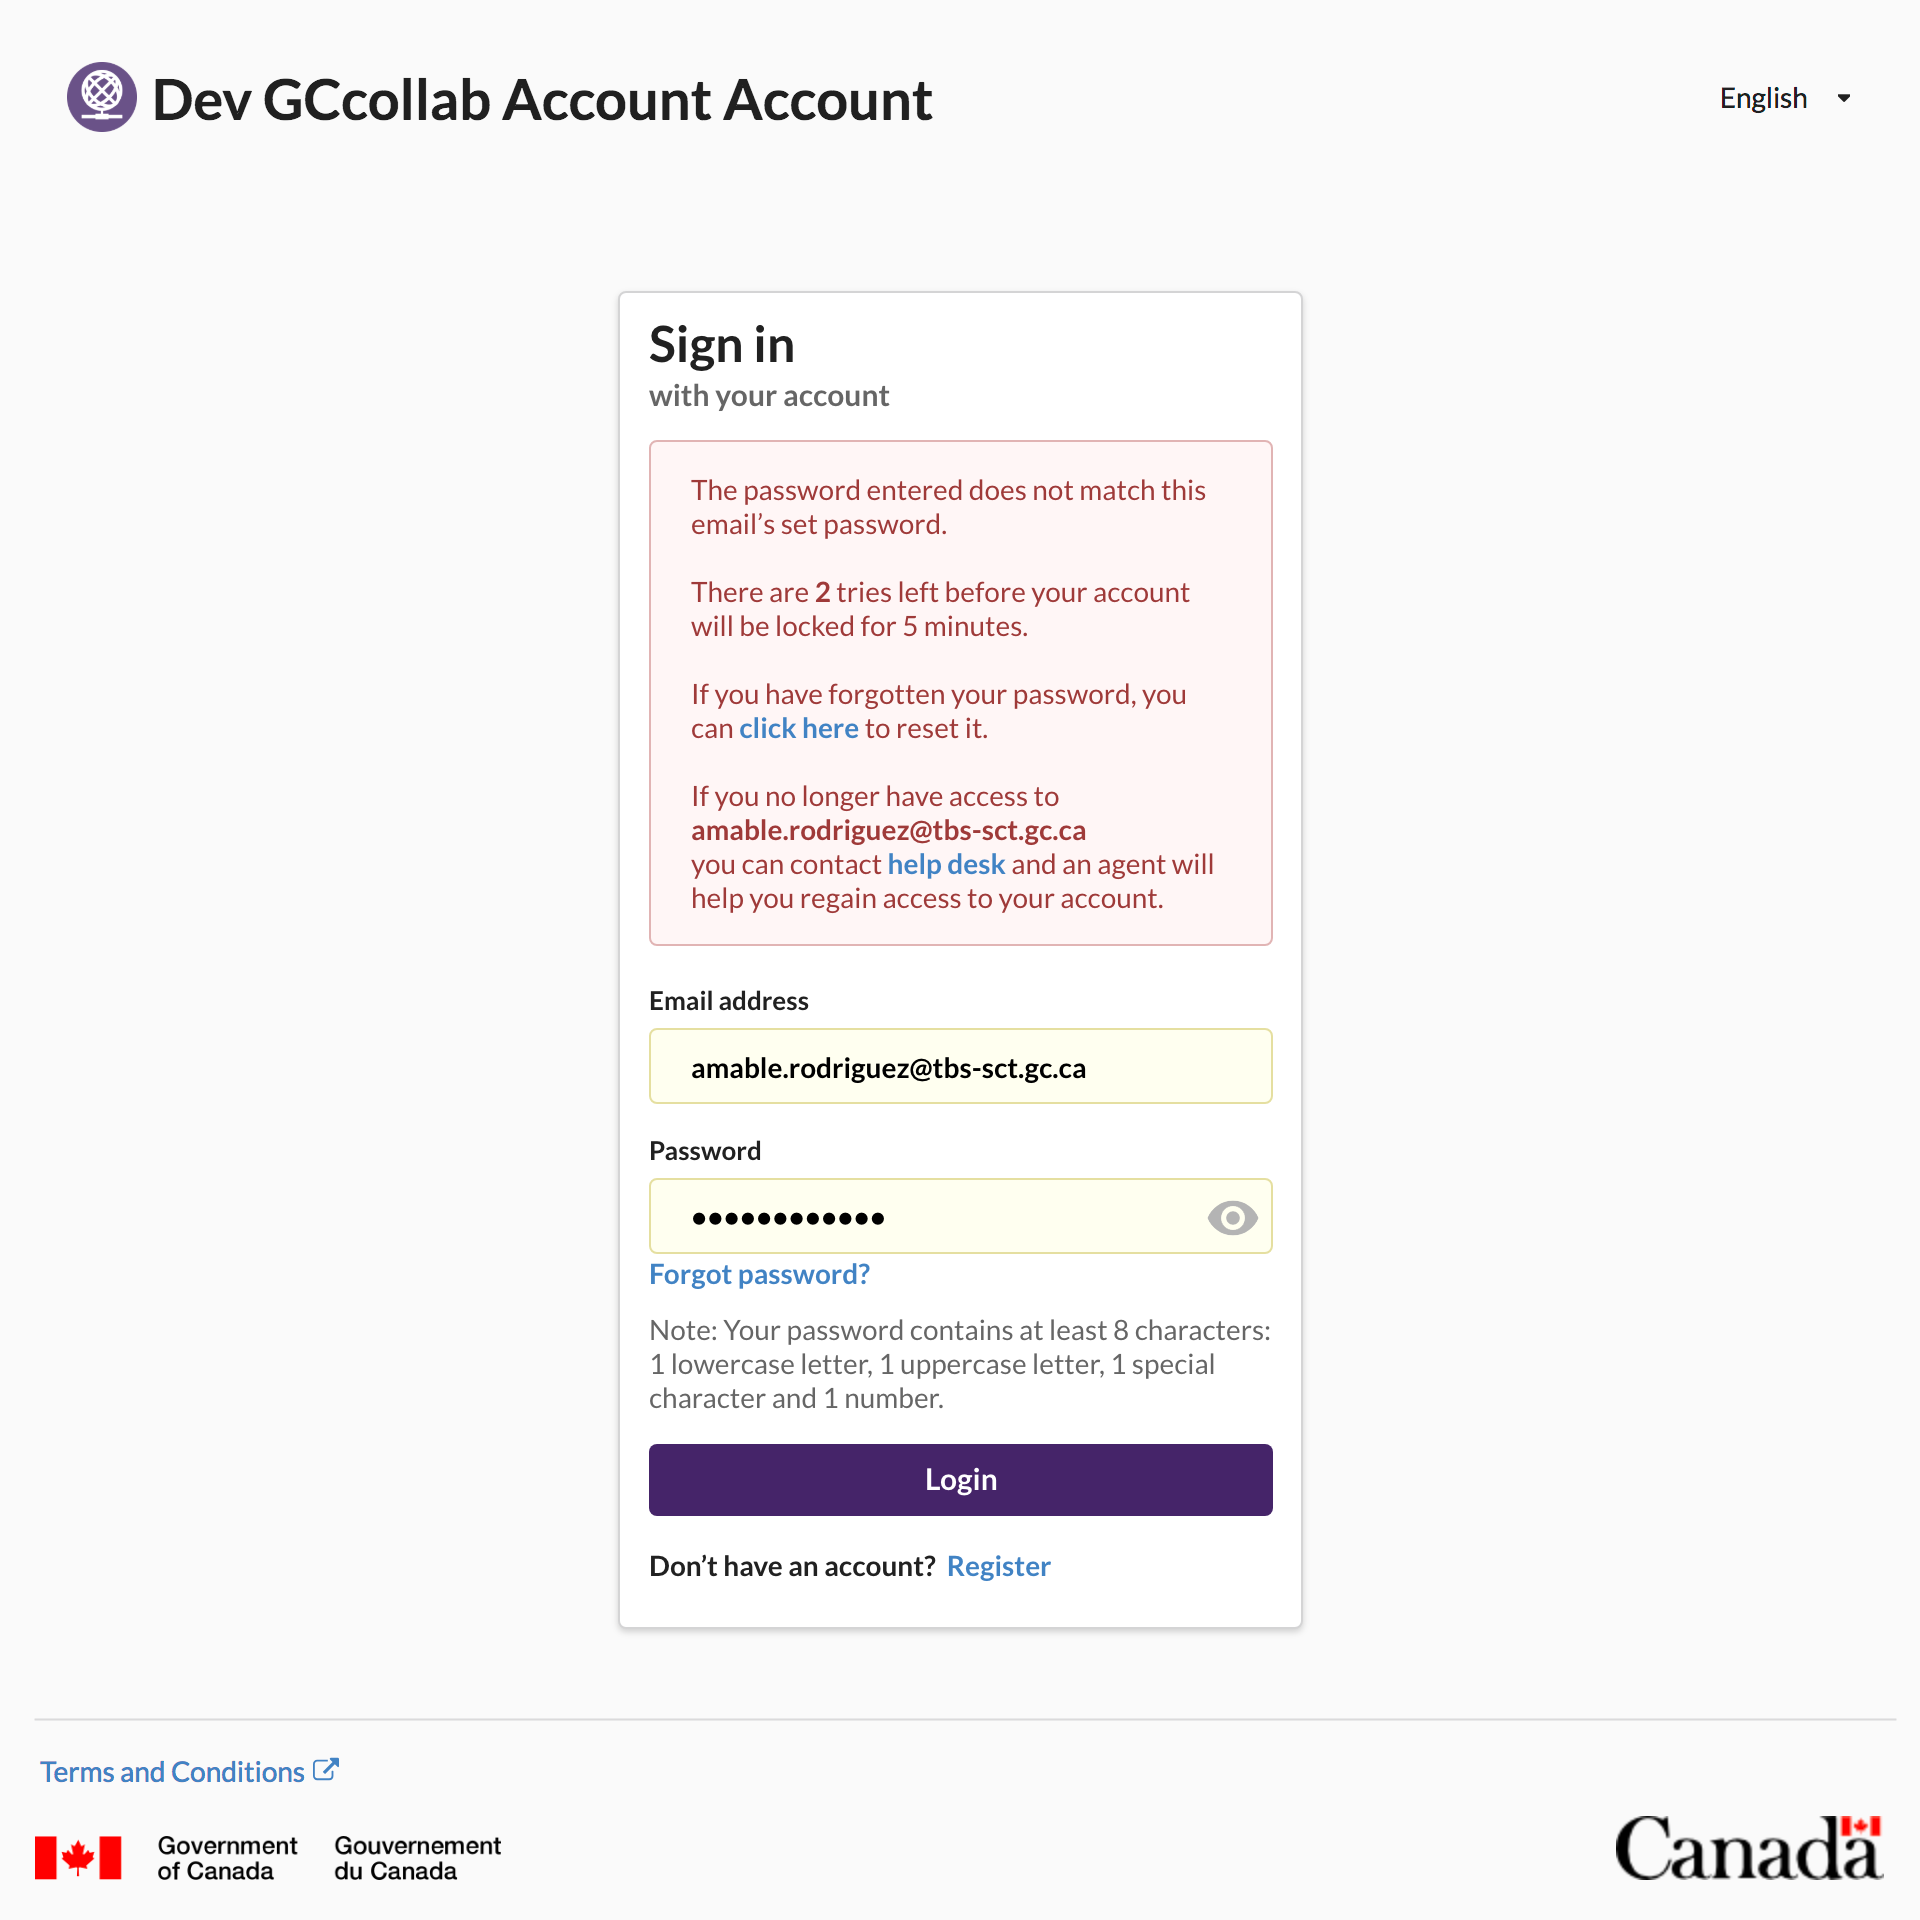 Dev GCcollab Account Account
English
Sign in
with your account
The password entered does not match this
email’s set password.
There are 2 tries left before your account
will be locked for 5 minutes.
If you have forgotten your password, you
can click here to reset it.
If you no longer have access to
amable.rodriguez@tbs-sct.gc.ca
you can contact help desk and an agent will
help you regain access to your account.
Email address
amable.rodriguez@tbs-sct.gc.ca
Password
••••••••••••
Forgot password?
Note: Your password contains at least 8 characters:
1 lowercase letter, 1 uppercase letter, 1 special
character and 1 number.
Login
Don’t have an account? Register
Terms and Conditions
Government
of Canada
Gouvernement
du Canada
Canada